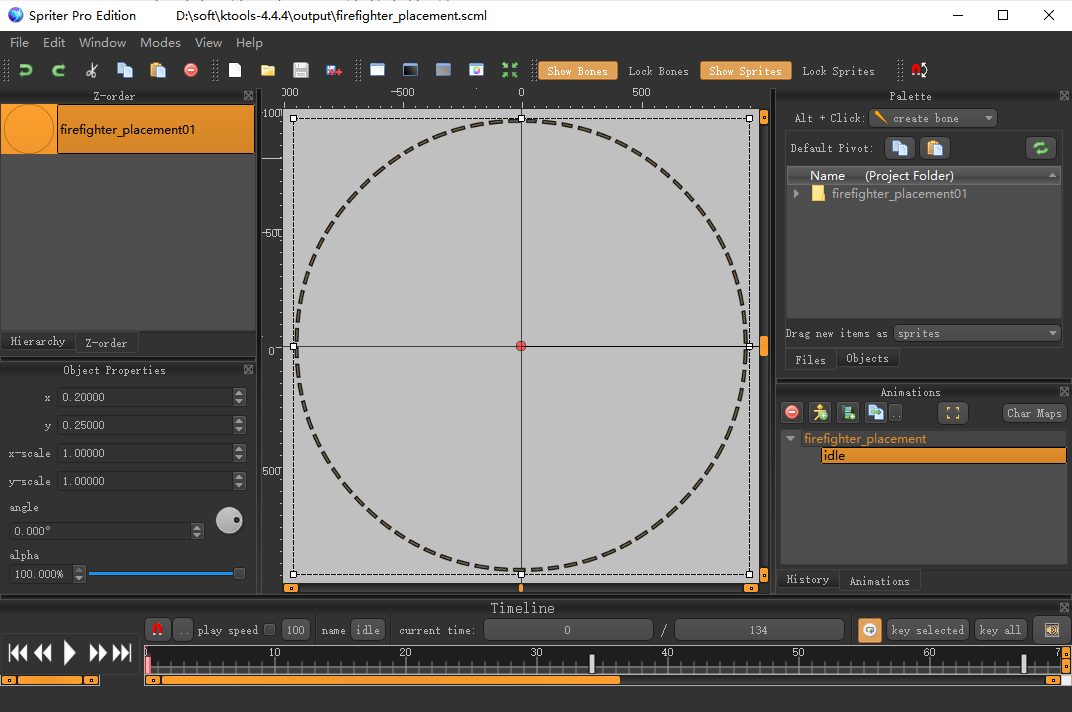 Spriter Pro Edition D:\soft\ktools-4.4.4\output\firefighter_placement.scml
File Edit Window Modes View Help
Show Bones Lock Bones Show Sprites Lock Sprites
Z-order
firefighter_placement01
Hierarchy Z-order
Object Properties
x 0.20000
y 0.25000
x-scale 1.00000
y-scale 1.00000
angle
0.000°
alpha
100.000%
-500 0 500
0
500
Palette
Alt + Click: create bone
Default Pivot:
Name (Project Folder)
firefighter_placement01
Drag new items as sprites
Files Objects
Animations
Char Maps
firefighter_placement
idle
History Animations
Timeline
.. play speed 100 name idle current time: 0 / 134 key selected key all
10 20 30 40 50 60 7